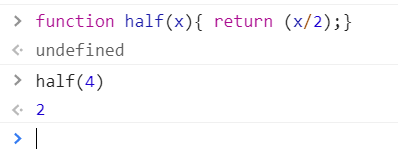 > function half(x){ return (x/2);}
< undefined
> half(4)
< 2
>